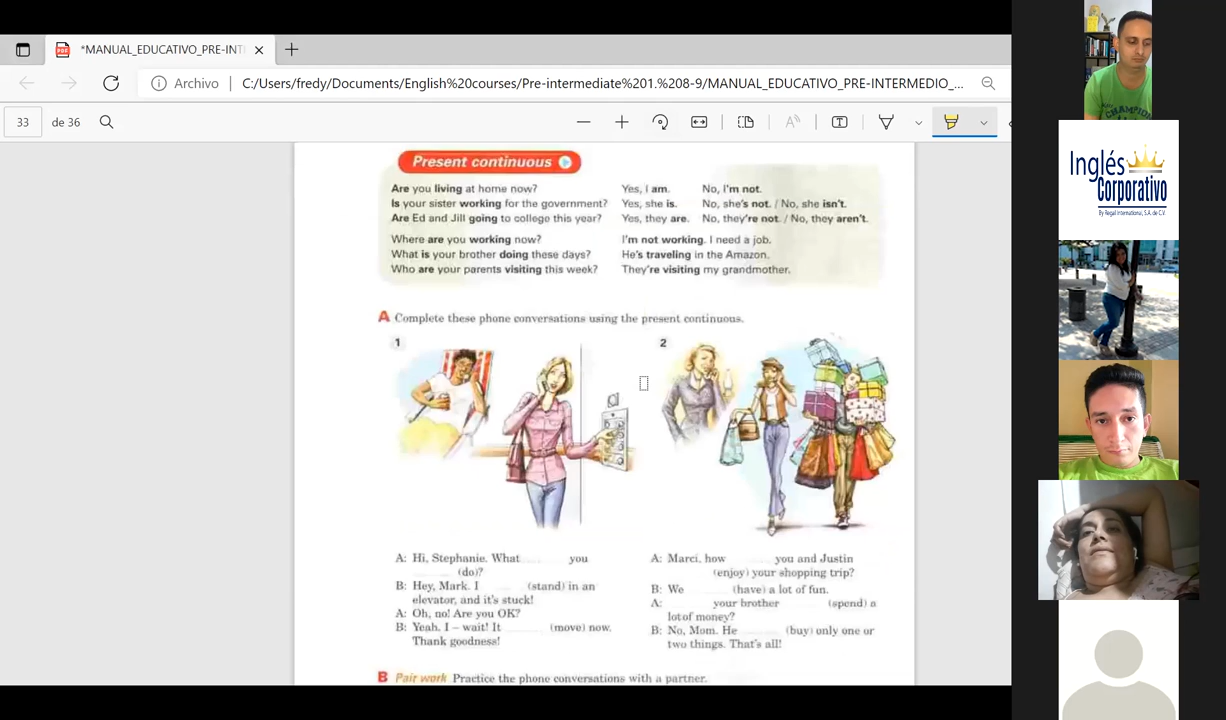 *MANUAL_EDUCATIVO_PRE-INTE
Archivo C:/Users/fredy/Documents/English%20courses/Pre-intermediate%201.%208-9/MANUAL_EDUCATIVO_PRE-INTERMEDIO_...
33 de 36
Present continuous
Are you living at home now? Yes, I am. No, I'm not.
Is your sister working for the government? Yes, she is. No, she's not. / No, she isn't.
Are Ed and Jill going to college this year? Yes, they are. No, they're not. / No, they aren't.
Where are you working now? I'm not working. I need a job.
What is your brother doing these days? He's traveling in the Amazon.
Who are your parents visiting this week? They're visiting my grandmother.
A Complete these phone conversations using the present continuous.
1
A: Hi, Stephanie. What you
(do)?
B: Hey, Mark. I (stand) in an
elevator, and it's stuck!
A: Oh, no! Are you OK?
B: Yeah. I – wait! It (move) now.
Thank goodness!
2
A: Marci, how you and Justin
(enjoy) your shopping trip?
B: We (have) a lot of fun.
A: your brother (spend) a
lot of money?
B: No, Mom. He (buy) only one or
two things. That's all!
B Pair work Practice the phone conversations with a partner.
Inglés
Corporativo
By Regal International, S.A. de C.V.